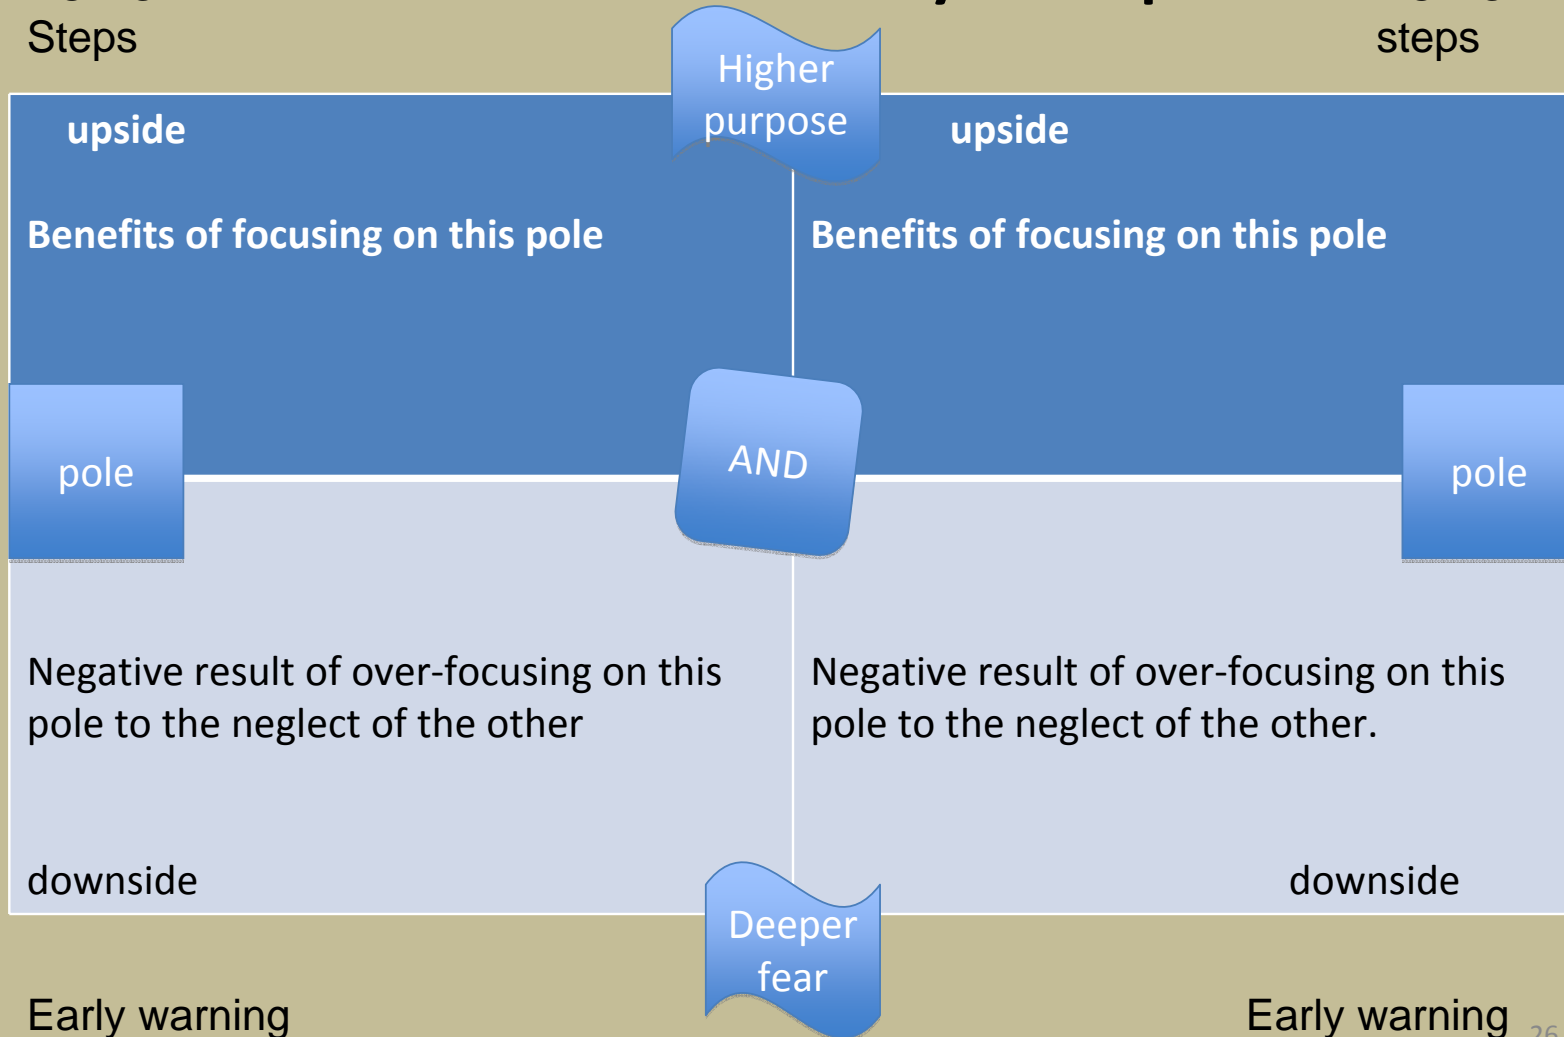 Steps
steps
Higher
purpose
upside
upside
Benefits of focusing on this pole
Benefits of focusing on this pole
pole
AND
pole
Negative result of over-focusing on this
pole to the neglect of the other
Negative result of over-focusing on this
pole to the neglect of the other.
downside
downside
Deeper
fear
Early warning
Early warning
26